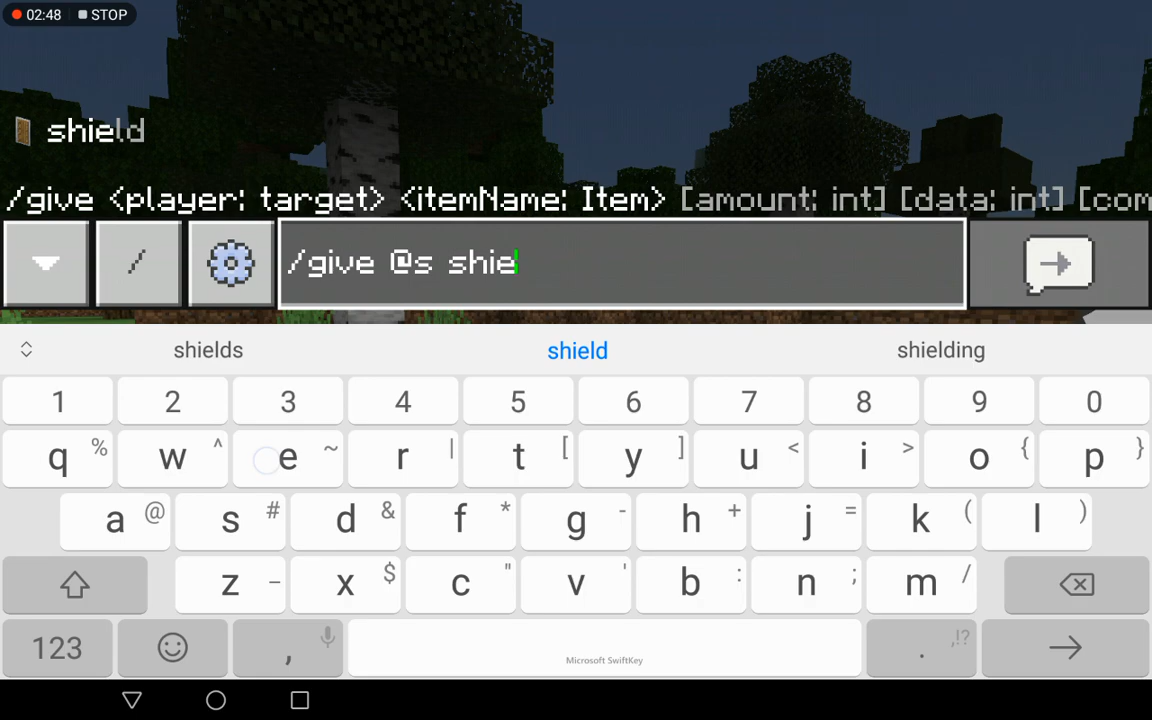 02:48 STOP
shield
/give <player: target> <itemName: Item> [amount: int] [data: int] [com
/ /give @s shie
shields shield shielding
1 2 3 4 5 6 7 8 9 0
q % w ^ e ~ r | t [ y ] u < i > o { p }
a @ s # d & f * g - h + j = k ( l )
z _ x $ c " v ' b : n ; m /
123 , Microsoft SwiftKey . ,!?